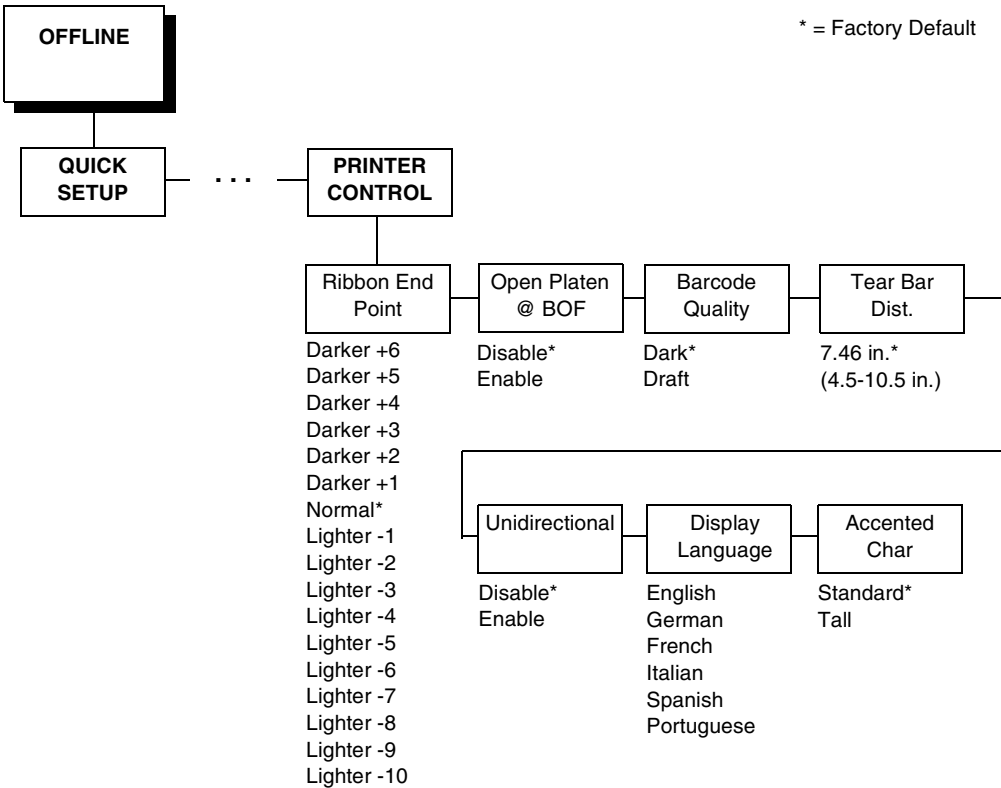 OFFLINE
* = Factory Default
QUICK
SETUP
. . .
PRINTER
CONTROL
Ribbon End
Point
Darker +6
Darker +5
Darker +4
Darker +3
Darker +2
Darker +1
Normal*
Lighter -1
Lighter -2
Lighter -3
Lighter -4
Lighter -5
Lighter -6
Lighter -7
Lighter -8
Lighter -9
Lighter -10
Open Platen
@ BOF
Disable*
Enable
Barcode
Quality
Dark*
Draft
Tear Bar
Dist.
7.46 in.*
(4.5-10.5 in.)
Unidirectional
Disable*
Enable
Display
Language
English
German
French
Italian
Spanish
Portuguese
Accented
Char
Standard*
Tall